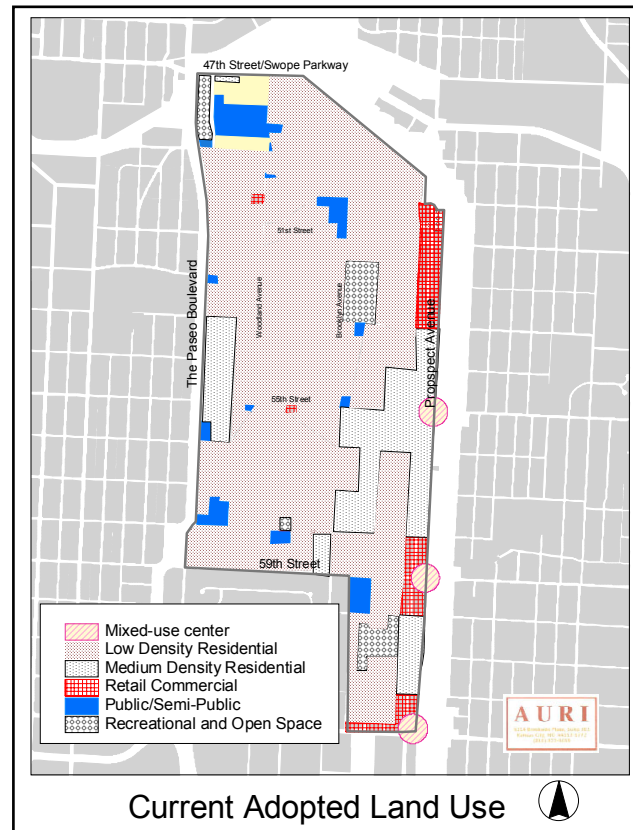 47th Street/Swope Parkway
51st Street
The Paseo Boulevard
Woodland Avenue
Brooklyn Avenue
Propspect Avenue
55th Street
59th Street
Mixed-use center
Low Density Residential
Medium Density Residential
Retail Commercial
Public/Semi-Public
Recreational and Open Space
AURI
Current Adopted Land Use